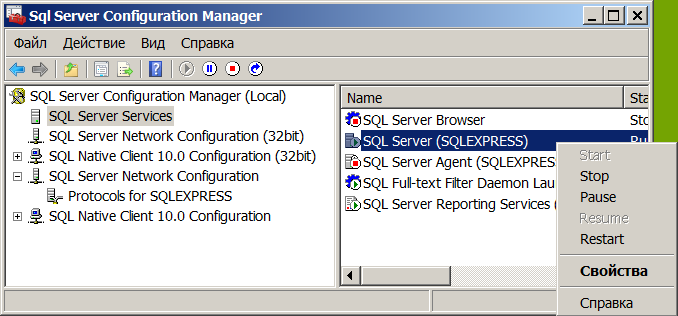 Sql Server Configuration Manager
Файл Действие Вид Справка
SQL Server Configuration Manager (Local)
SQL Server Services
SQL Server Network Configuration (32bit)
SQL Native Client 10.0 Configuration (32bit)
SQL Server Network Configuration
Protocols for SQLEXPRESS
SQL Native Client 10.0 Configuration
Name Sta
SQL Server Browser Sto
SQL Server (SQLEXPRESS) Ru
SQL Server Agent (SQLEXPRESS
SQL Full-text Filter Daemon Lau
SQL Server Reporting Services (
Start
Stop
Pause
Resume
Restart
Свойства
Справка